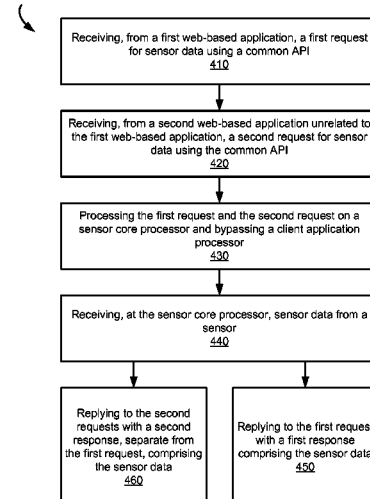 Receiving, from a first web-based application, a first request
for sensor data using a common API
410
Receiving, from a second web-based application unrelated to
the first web-based application, a second request for sensor
data using the common API
420
Processing the first request and the second request on a
sensor core processor and bypassing a client application
processor
430
Receiving, at the sensor core processor, sensor data from a
sensor
440
Replying to the second
requests with a second
response, separate from
the first request, comprising
the sensor data
460
Replying to the first request
with a first response
comprising the sensor data
450